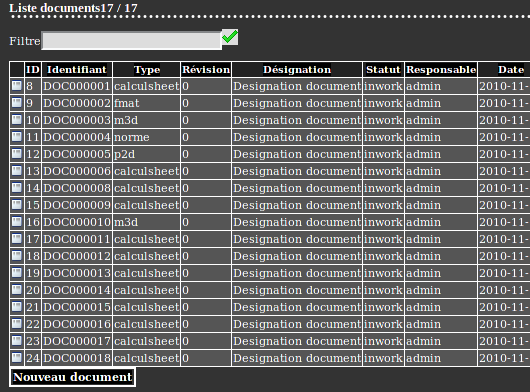 Liste documents17 / 17
Filtre
ID Identifiant Type Révision Désignation Statut Responsable Date
8 DOC000001 calculsheet 0 Designation document inwork admin 2010-11-
9 DOC000002 fmat 0 Designation document inwork admin 2010-11-
10 DOC000003 m3d 0 Designation document inwork admin 2010-11-
11 DOC000004 norme 0 Designation document inwork admin 2010-11-
12 DOC000005 p2d 0 Designation document inwork admin 2010-11-
13 DOC000006 calculsheet 0 Designation document inwork admin 2010-11-
14 DOC000008 calculsheet 0 Designation document inwork admin 2010-11-
15 DOC000009 calculsheet 0 Designation document inwork admin 2010-11-
16 DOC000010 m3d 0 Designation document inwork admin 2010-11-
17 DOC000011 calculsheet 0 Designation document inwork admin 2010-11-
18 DOC000012 calculsheet 0 Designation document inwork admin 2010-11-
19 DOC000013 calculsheet 0 Designation document inwork admin 2010-11-
20 DOC000014 calculsheet 0 Designation document inwork admin 2010-11-
21 DOC000015 calculsheet 0 Designation document inwork admin 2010-11-
22 DOC000016 calculsheet 0 Designation document inwork admin 2010-11-
23 DOC000017 calculsheet 0 Designation document inwork admin 2010-11-
24 DOC000018 calculsheet 0 Designation document inwork admin 2010-11-
Nouveau document